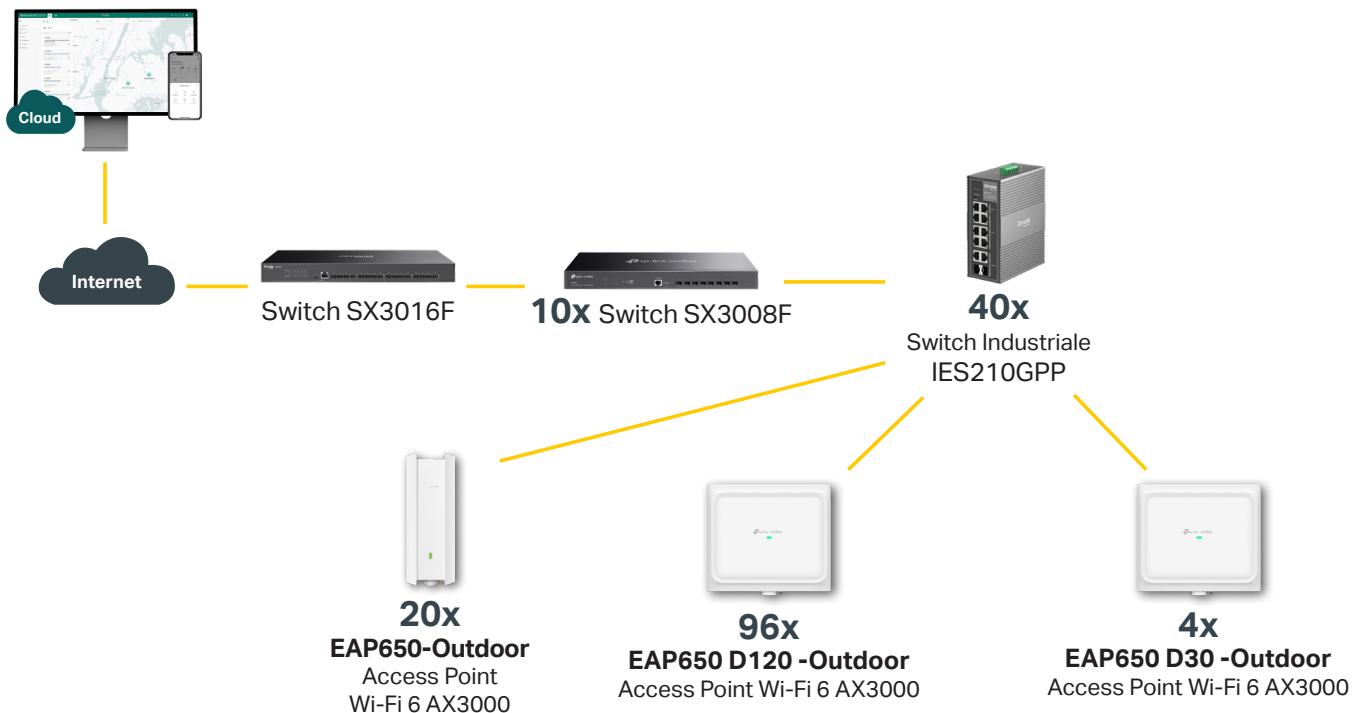 Cloud
Internet
Switch SX3016F
10x Switch SX3008F
40x
Switch Industriale
IES210GPP
20x
EAP650-Outdoor
Access Point
Wi-Fi 6 AX3000
96x
EAP650 D120 -Outdoor
Access Point Wi-Fi 6 AX3000
4x
EAP650 D30 -Outdoor
Access Point Wi-Fi 6 AX3000